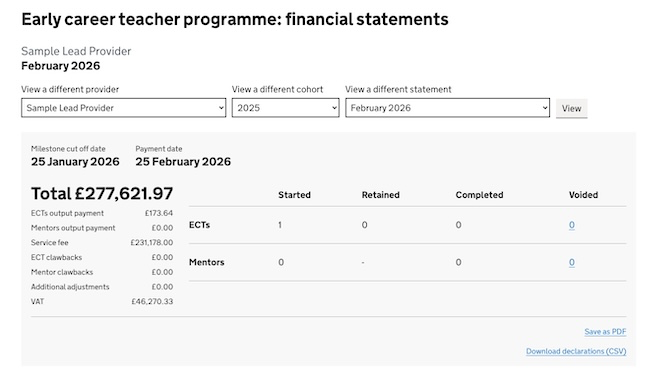 Early career teacher programme: financial statements
Sample Lead Provider
February 2026
View a different provider View a different cohort View a different statement
Sample Lead Provider 2025 February 2026 View
Milestone cut off date Payment date
25 January 2026 25 February 2026
Total £277,621.97
ECTs output payment £173.64
Mentors output payment £0.00
Service fee £231,178.00
ECT clawbacks £0.00
Mentor clawbacks £0.00
Additional adjustments £0.00
VAT £46,270.33
Started Retained Completed Voided
ECTs 1 0 0 0
Mentors 0 - 0 0
Save as PDF
Download declarations (CSV)